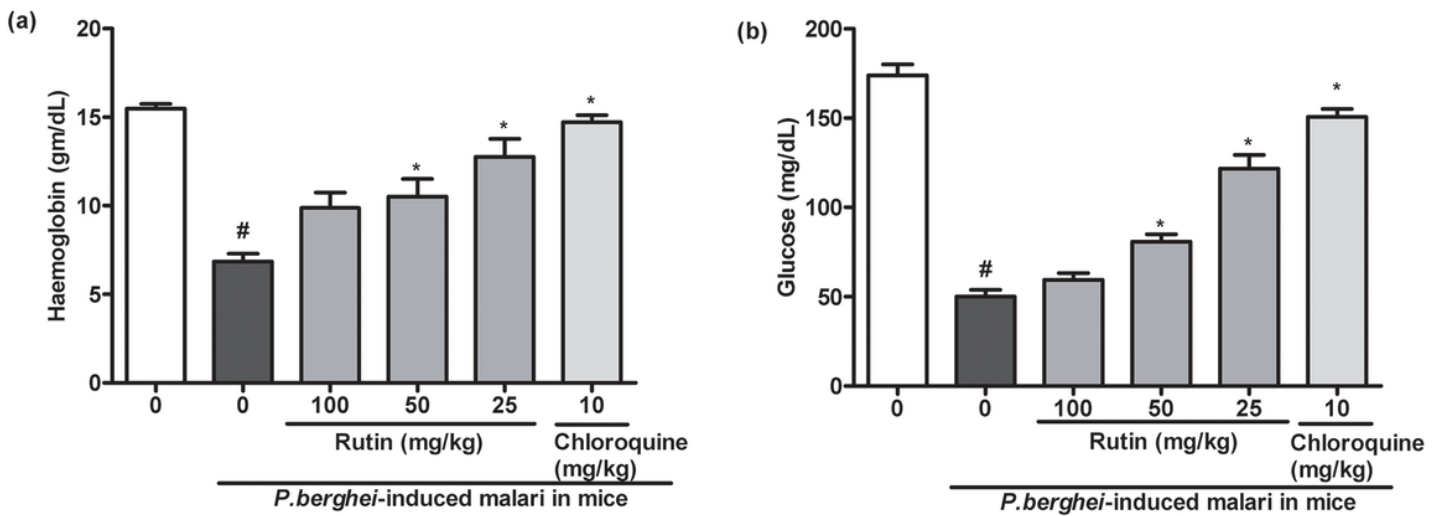 (a)
Haemoglobin (gm/dL)
20
15
10
5
0
#
*
*
*
0 0 100 50 25 10
Rutin (mg/kg) Chloroquine
(mg/kg)
P.berghei-induced malari in mice
(b)
Glucose (mg/dL)
200
150
100
50
0
#
*
*
*
0 0 100 50 25 10
Rutin (mg/kg) Chloroquine
(mg/kg)
P.berghei-induced malari in mice